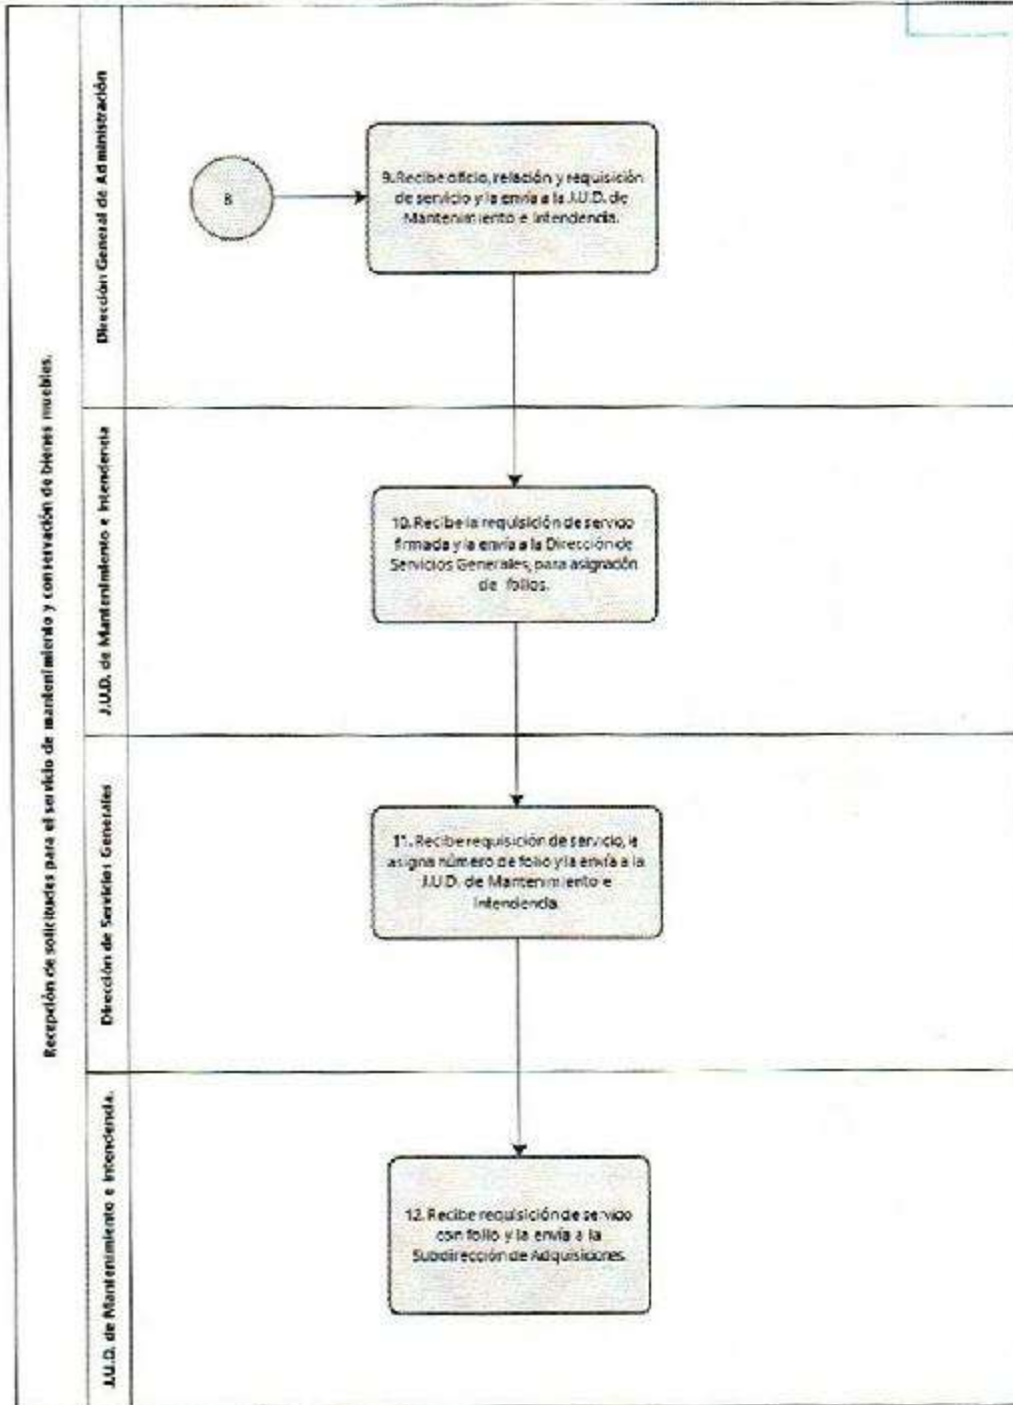 Recepción de solicitudes para el servicio de mantenimiento y conservación de bienes muebles.
Dirección General de Administración
B
9. Recibe oficio, relación y requisición
de servicio y la envía a la J.U.D. de
Mantenimiento e Intendencia.
J.U.D. de Mantenimiento e Intendencia
10. Recibe la requisición de servicio
firmada y la envía a la Dirección de
Servicios Generales, para asignación
de folios.
Dirección de Servicios Generales
11. Recibe requisición de servicio, le
asigna número de folio y la envía a la
J.U.D. de Mantenimiento e
Intendencia.
J.U.D. de Mantenimiento e Intendencia.
12. Recibe requisición de servicio
con folio y la envía a la
Subdirección de Adquisiciones.